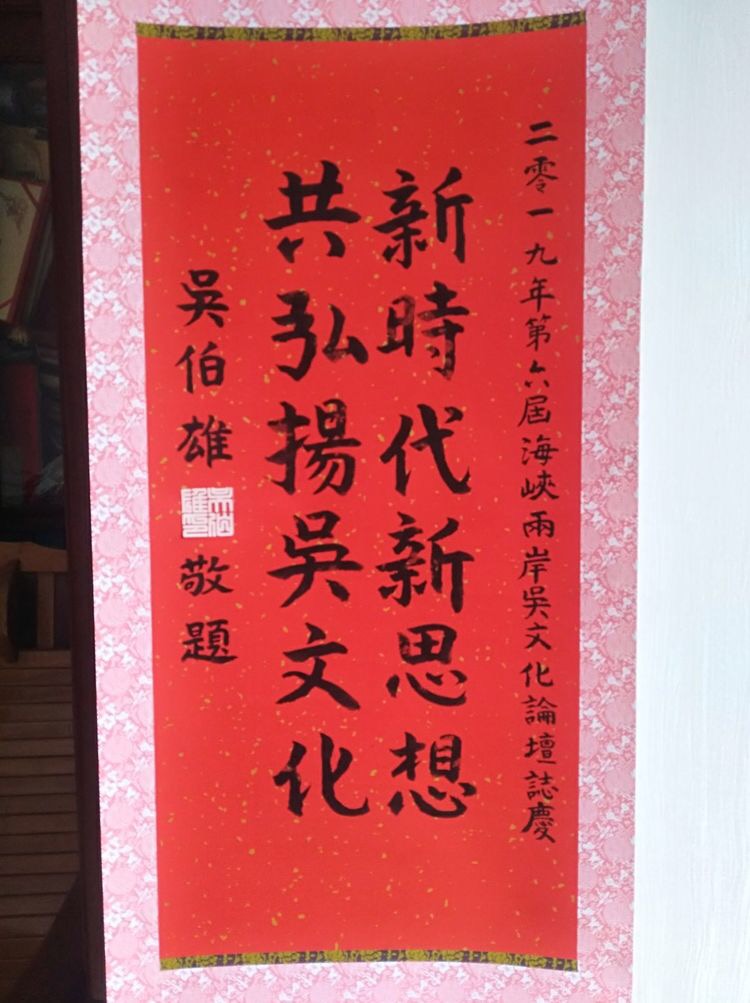 二零一九年第六屆海峽兩岸吳文化論壇誌慶
新時代新思想
共弘揚吳文化
吳伯雄
敬題